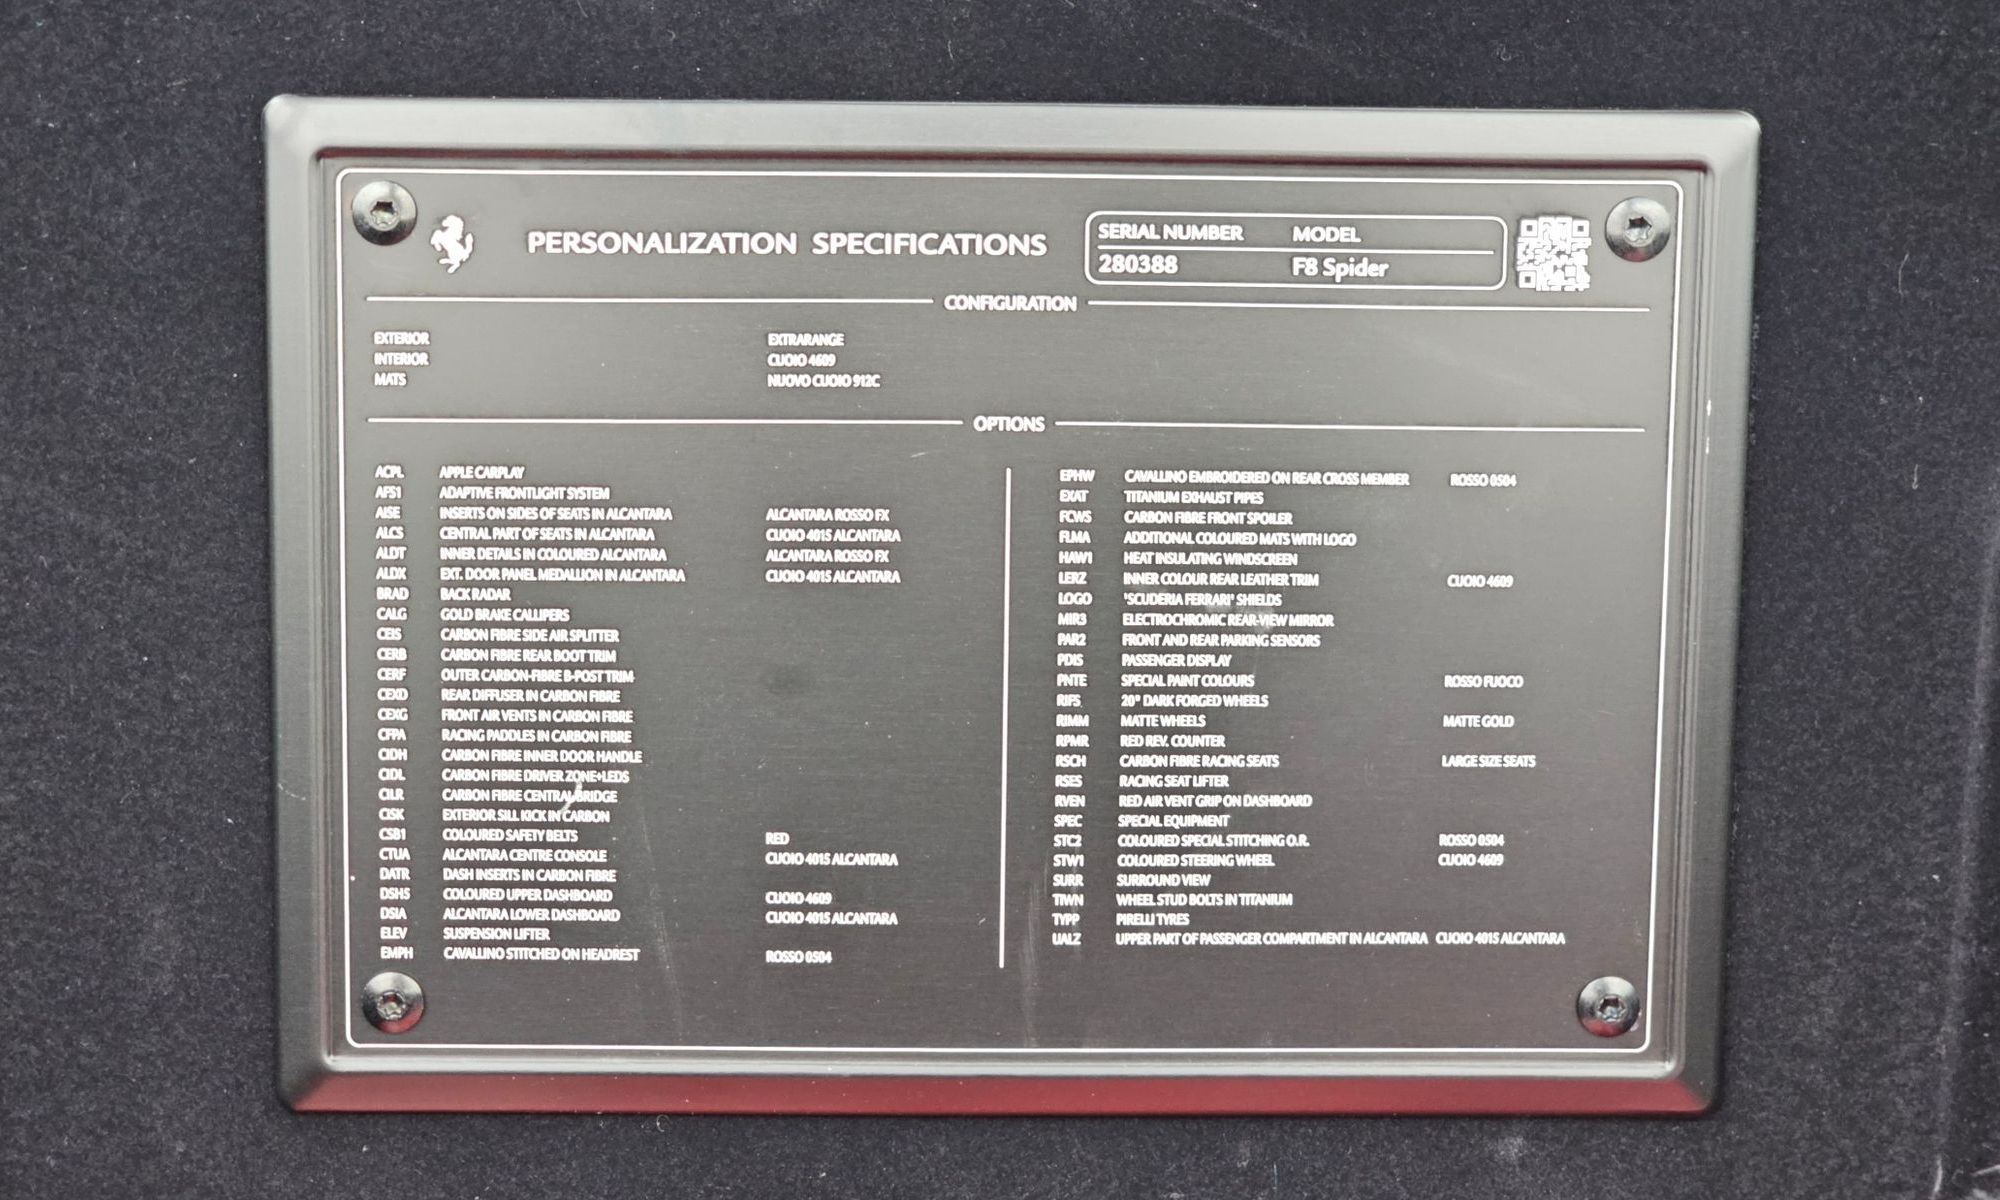 PERSONALIZATION SPECIFICATIONS
SERIAL NUMBER MODEL
280388 F8 Spider
CONFIGURATION
EXTERIOR EXTRARANGE
INTERIOR CUOIO 4609
MATS NUOVO CUOIO 912C
OPTIONS
ACPL APPLE CARPLAY
AFS1 ADAPTIVE FRONTLIGHT SYSTEM
AISE INSERTS ON SIDES OF SEATS IN ALCANTARA ALCANTARA ROSSO FX
ALCS CENTRAL PART OF SEATS IN ALCANTARA CUOIO 4015 ALCANTARA
ALDT INNER DETAILS IN COLOURED ALCANTARA ALCANTARA ROSSO FX
ALDX EXT. DOOR PANEL MEDALLION IN ALCANTARA CUOIO 4015 ALCANTARA
BRAD BACK RADAR
CALG GOLD BRAKE CALLIPERS
CEIS CARBON FIBRE SIDE AIR SPLITTER
CERB CARBON FIBRE REAR BOOT TRIM
CERF OUTER CARBON-FIBRE B-POST TRIM
CEXD REAR DIFFUSER IN CARBON FIBRE
CEXG FRONT AIR VENTS IN CARBON FIBRE
CFPA RACING PADDLES IN CARBON FIBRE
CIDH CARBON FIBRE INNER DOOR HANDLE
CIDL CARBON FIBRE DRIVER ZONE+LEDS
CILR CARBON FIBRE CENTRAL BRIDGE
CISK EXTERIOR SILL KICK IN CARBON
CSB1 COLOURED SAFETY BELTS RED
CTUA ALCANTARA CENTRE CONSOLE CUOIO 4015 ALCANTARA
DATR DASH INSERTS IN CARBON FIBRE
DSH5 COLOURED UPPER DASHBOARD CUOIO 4609
DSIA ALCANTARA LOWER DASHBOARD CUOIO 4015 ALCANTARA
ELEV SUSPENSION LIFTER
EMPH CAVALLINO STITCHED ON HEADREST ROSSO 0504
EPHW CAVALLINO EMBROIDERED ON REAR CROSS MEMBER ROSSO 0504
EXAT TITANIUM EXHAUST PIPES
FCWS CARBON FIBRE FRONT SPOILER
FLMA ADDITIONAL COLOURED MATS WITH LOGO
HAW1 HEAT INSULATING WINDSCREEN
LERZ INNER COLOUR REAR LEATHER TRIM CUOIO 4609
LOGO 'SCUDERIA FERRARI' SHIELDS
MIR3 ELECTROCHROMIC REAR-VIEW MIRROR
PAR2 FRONT AND REAR PARKING SENSORS
PDIS PASSENGER DISPLAY
PNTE SPECIAL PAINT COLOURS ROSSO FUOCO
RIFS 20" DARK FORGED WHEELS
RIMM MATTE WHEELS MATTE GOLD
RPMR RED REV. COUNTER
RSCH CARBON FIBRE RACING SEATS LARGE SIZE SEATS
RSES RACING SEAT LIFTER
RVEN RED AIR VENT GRIP ON DASHBOARD
SPEC SPECIAL EQUIPMENT
STC2 COLOURED SPECIAL STITCHING O.R. ROSSO 0504
STW1 COLOURED STEERING WHEEL CUOIO 4609
SURR SURROUND VIEW
TIWN WHEEL STUD BOLTS IN TITANIUM
TYPP PIRELLI TYRES
UALZ UPPER PART OF PASSENGER COMPARTMENT IN ALCANTARA CUOIO 4015 ALCANTARA